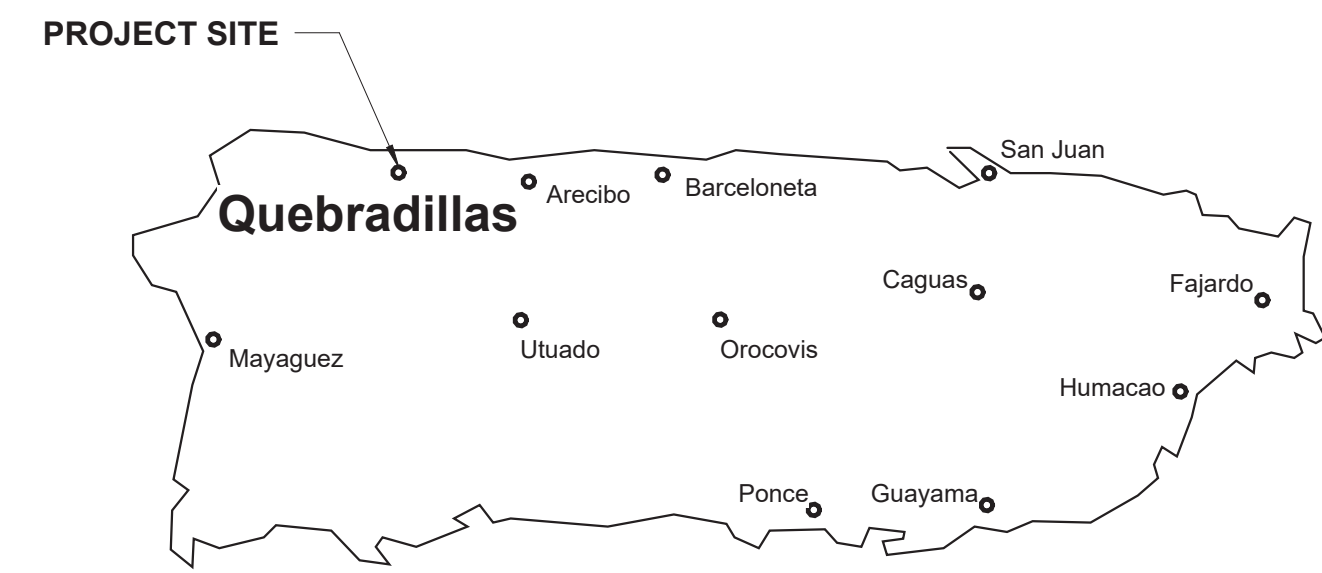 PROJECT SITE
San Juan
Arecibo
Barceloneta
Quebradillas
Caguas
Fajardo
Mayaguez
Utuado
Orocovis
Humacao
Ponce
Guayama